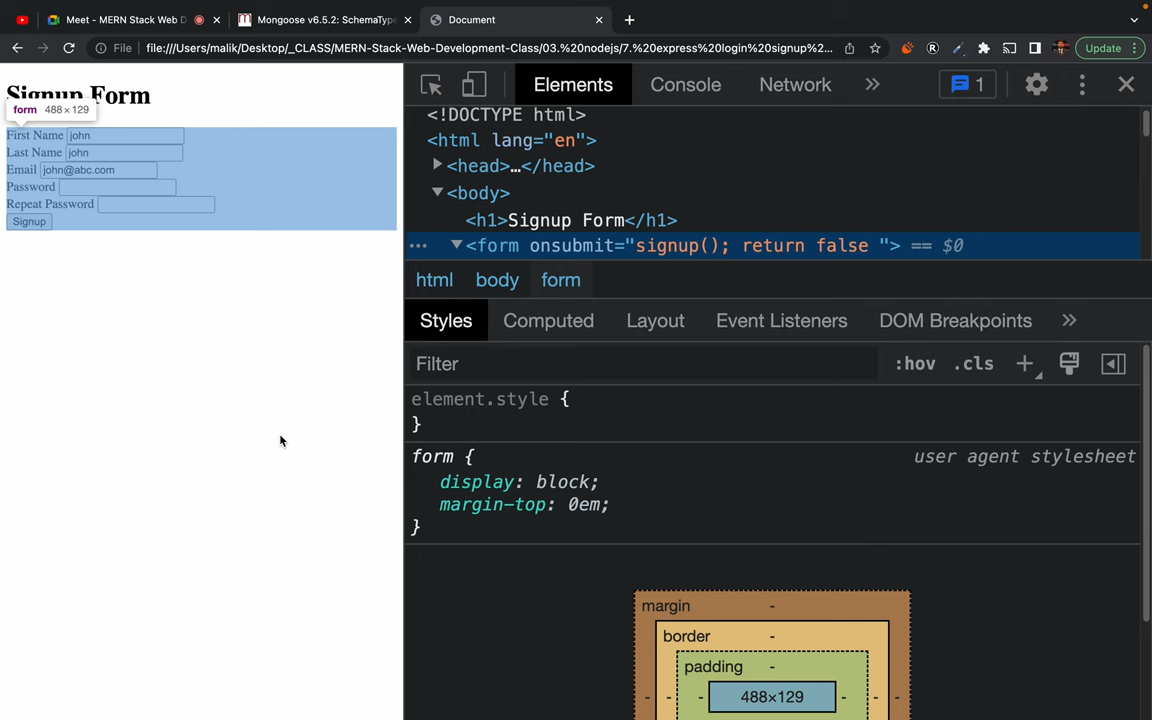 Meet - MERN Stack Web D
Mongoose v6.5.2: SchemaType
Document
File
file:///Users/malik/Desktop/_CLASS/MERN-Stack-Web-Development-Class/03.%20nodejs/7.%20express%20login%20signup%...
Update
Signup Form
form 488×129
First Name john
Last Name john
Email john@abc.com
Password
Repeat Password
Signup
Elements Console Network 1
<!DOCTYPE html>
<html lang="en">
<head>…</head>
<body>
<h1>Signup Form</h1>
<form onsubmit="signup(); return false "> == $0
html body form
Styles Computed Layout Event Listeners DOM Breakpoints
Filter :hov .cls
element.style {
}
form { user agent stylesheet
display: block;
margin-top: 0em;
}
margin -
border -
padding -
- - - 488×129 - - -